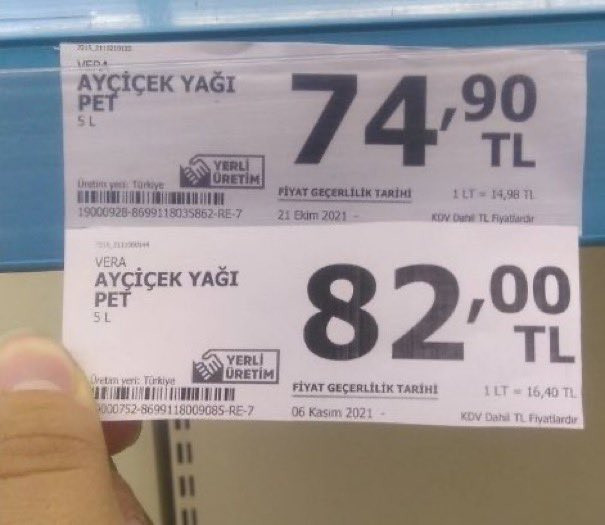 VERA
AYÇİÇEK YAĞI
PET
5 L
74,90
TL
YERLİ
ÜRETİM
Üretim yeri: Türkiye
FİYAT GEÇERLİLİK TARİHİ
1 LT = 14,98 TL
19000928-8699118035862-RE-7
21 Ekim 2021 -
KDV Dahil TL Fiyatlardır
VERA
AYÇİÇEK YAĞI
PET
5 L
82,00
TL
YERLİ
ÜRETİM
Üretim yeri: Türkiye
FİYAT GEÇERLİLİK TARİHİ
1 LT = 16,40 TL
000752-8699118009085-RE-7
06 Kasım 2021 -
KDV Dahil TL Fiyatlardır